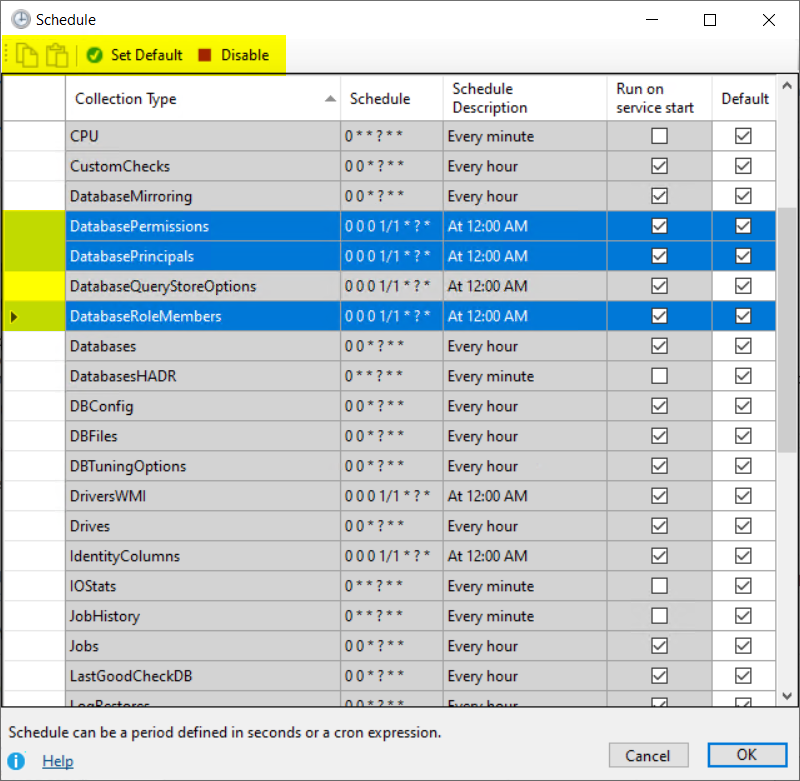 Schedule
Set Default Disable
Collection Type Schedule Schedule Description Run on service start Default
CPU 0 * * ? * * Every minute
CustomChecks 0 0 * ? * * Every hour
DatabaseMirroring 0 0 * ? * * Every hour
DatabasePermissions 0 0 0 1/1 * ? * At 12:00 AM
DatabasePrincipals 0 0 0 1/1 * ? * At 12:00 AM
DatabaseQueryStoreOptions 0 0 0 1/1 * ? * At 12:00 AM
DatabaseRoleMembers 0 0 0 1/1 * ? * At 12:00 AM
Databases 0 0 * ? * * Every hour
DatabasesHADR 0 * * ? * * Every minute
DBConfig 0 0 * ? * * Every hour
DBFiles 0 0 * ? * * Every hour
DBTuningOptions 0 0 * ? * * Every hour
DriversWMI 0 0 0 1/1 * ? * At 12:00 AM
Drives 0 0 * ? * * Every hour
IdentityColumns 0 0 0 1/1 * ? * At 12:00 AM
IOStats 0 * * ? * * Every minute
JobHistory 0 * * ? * * Every minute
Jobs 0 0 * ? * * Every hour
LastGoodCheckDB 0 0 * ? * * Every hour
LogRestores 0 0 * ? * * Every hour
Schedule can be a period defined in seconds or a cron expression.
Help Cancel OK